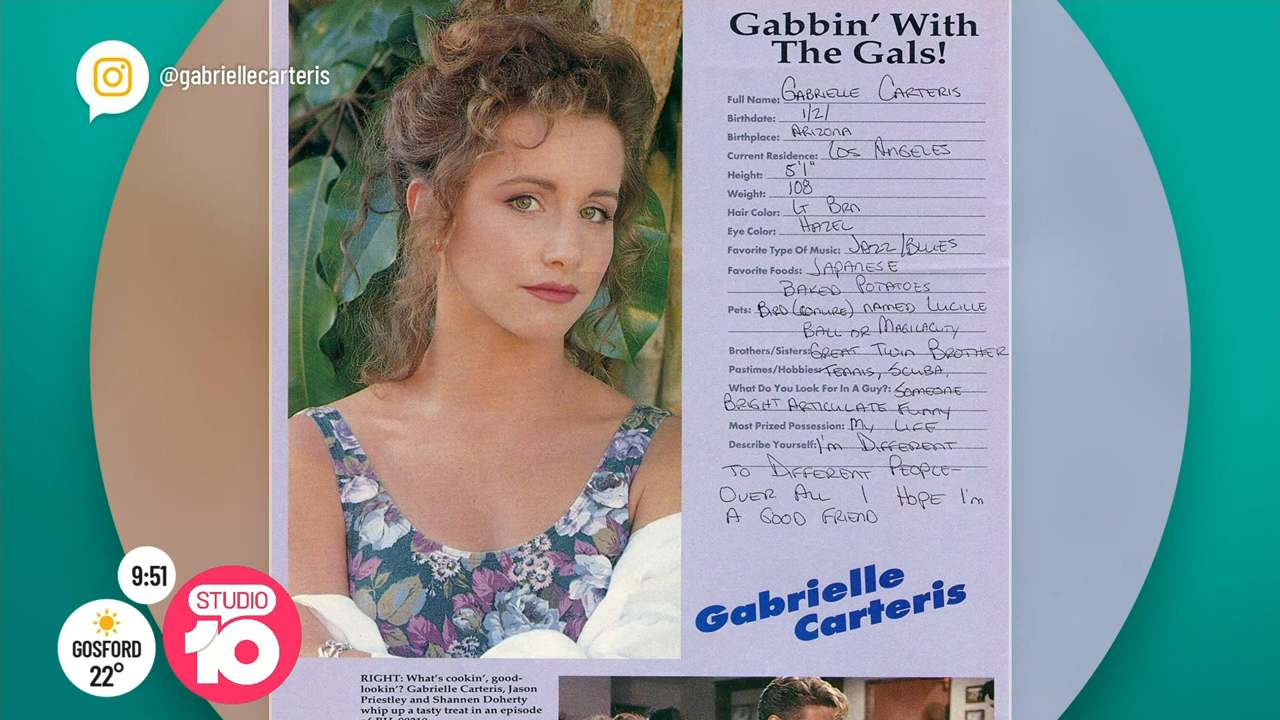 @gabriellecarteris
Gabbin' With
The Gals!
Full Name: GABRIELLE CARTERIS
Birthdate: 1/2/
Birthplace: ARIZONA
Current Residence: LOS ANGELES
Height: 5'1"
Weight: 108
Hair Color: LT BRN
Eye Color: HAZEL
Favorite Type Of Music: JAZZ/BLUES
Favorite Foods: JAPANESE
BAKED POTATOES
Pets: BIRD (CONURE) NAMED LUCILLE
BALL OR
Brothers/Sisters: GREAT TWIN BROTHER
Pastimes/Hobbies: TENNIS, SCUBA,
What Do You Look For In A Guy?: SOMEONE
BRIGHT ARTICULATE FUNNY
Most Prized Possession: MY LIFE
Describe Yourself: I'm DIFFERENT
TO DIFFERENT PEOPLE-
OVER ALL I HOPE I'm
A GOOD FRIEND
Gabrielle
Carteris
RIGHT: What's cookin', good-
lookin'? Gabrielle Carteris, Jason
Priestley and Shannen Doherty
whip up a tasty treat in an episode
9:51
STUDIO
10
GOSFORD
22°